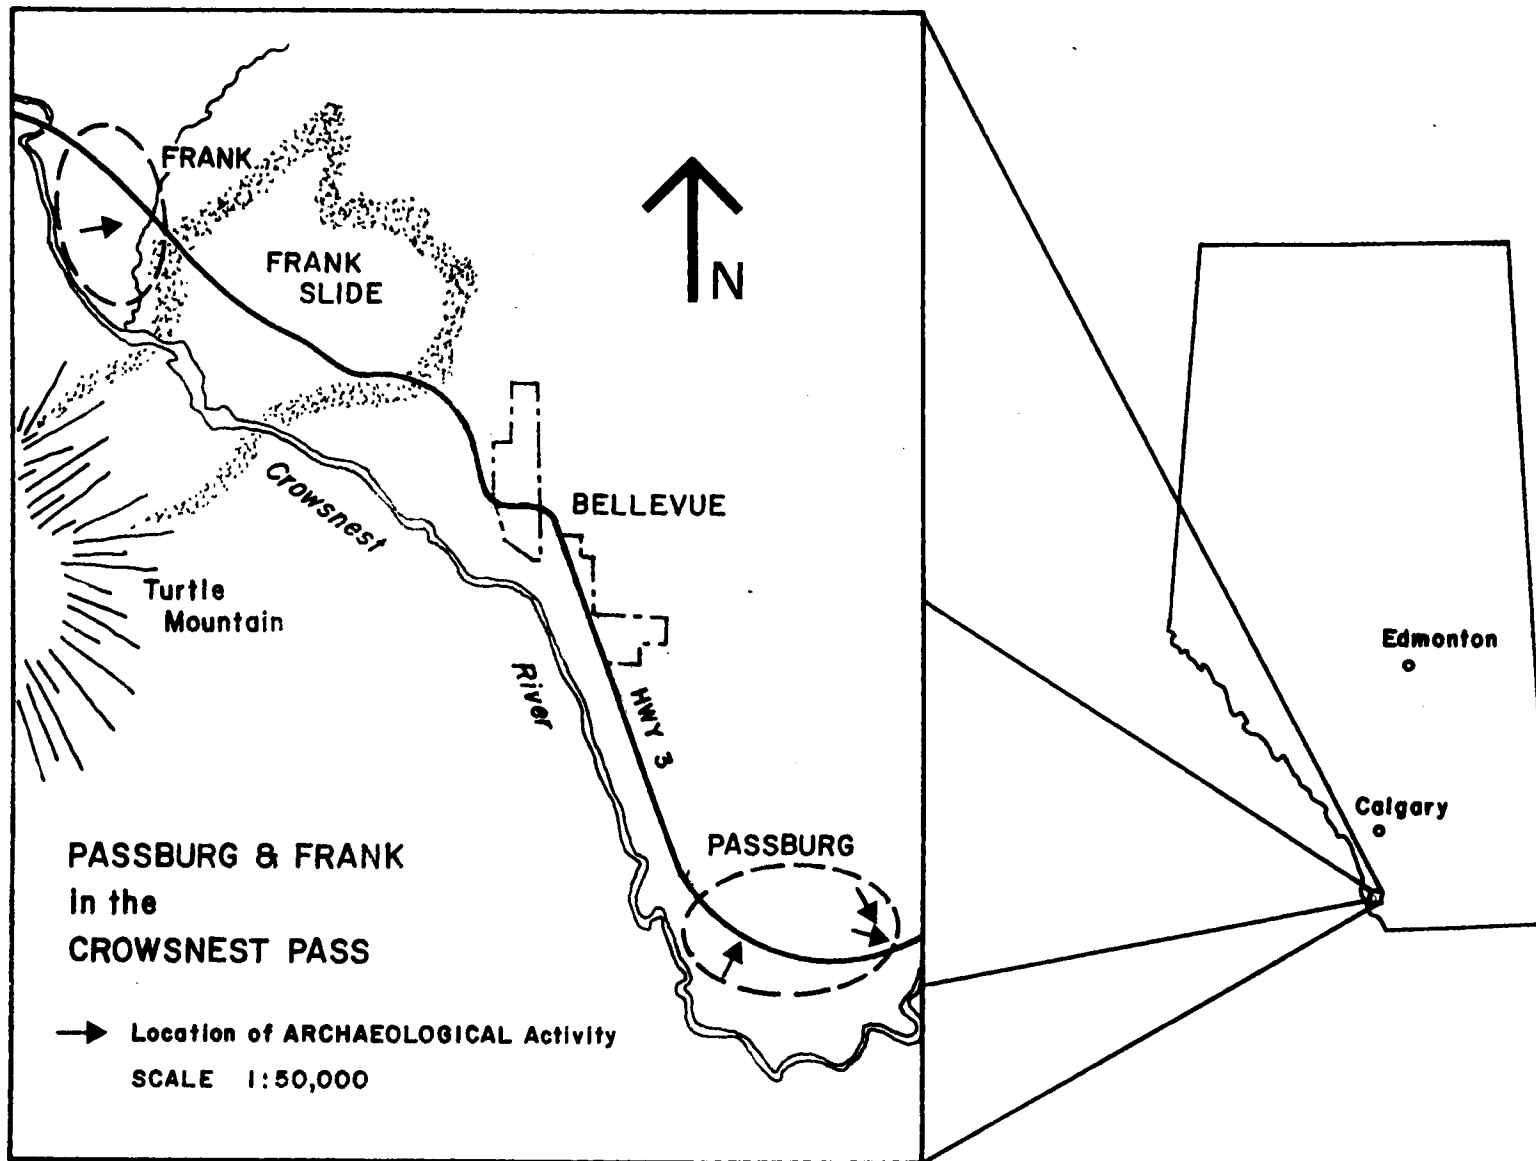 FRANK
FRANK
SLIDE
N
BELLEVUE
Crowsnest
Turtle
Mountain
River
HWY 3
PASSBURG
PASSBURG & FRANK
in the
CROWSNEST PASS
Location of ARCHAEOLOGICAL Activity
SCALE 1:50,000
Edmonton
Calgary